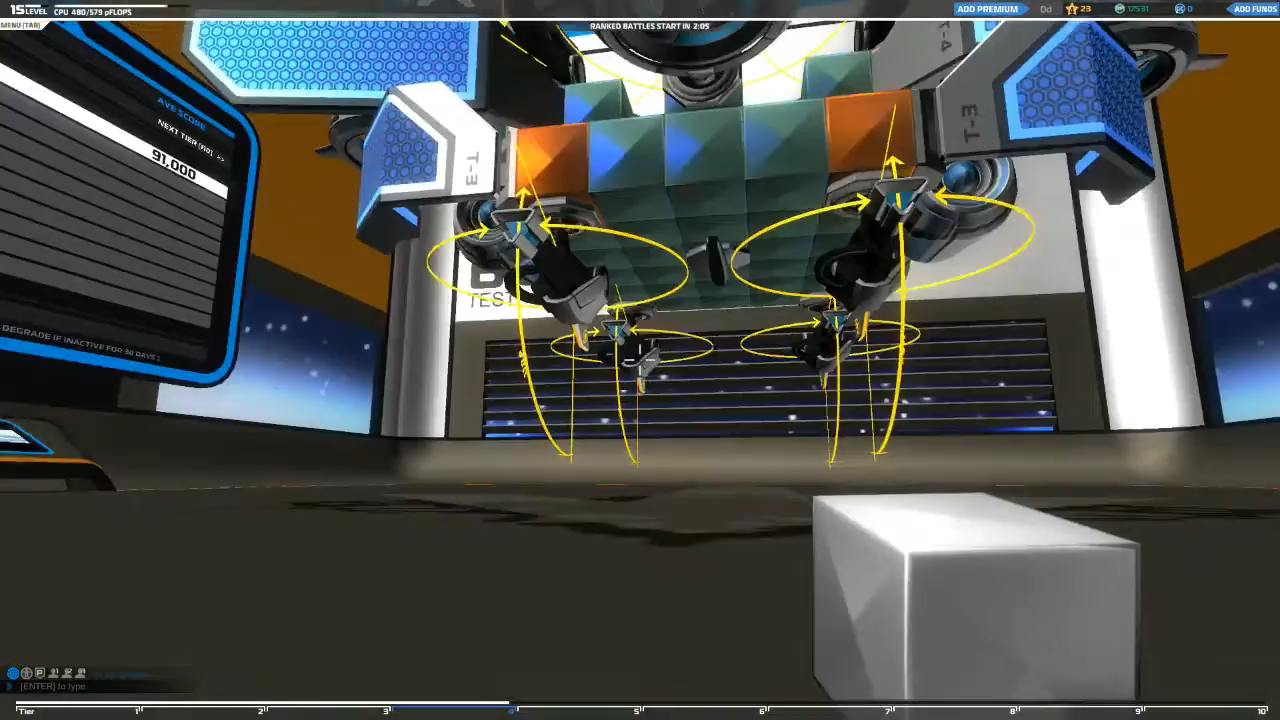 15 LEVEL
CPU 480/579 pFLOPS
ADD PREMIUM
0d
23
17531
0
ADD FUNDS
MENU (TAB)
RANKED BATTLES START IN 2:05
AVE SCORE
NEXT TIER
91,000
DEGRADE IF INACTIVE FOR 30 DAYS
T-3
T-3
TEST
[ENTER] to type
Tier 1 2 3 4 5 6 7 8 9 10